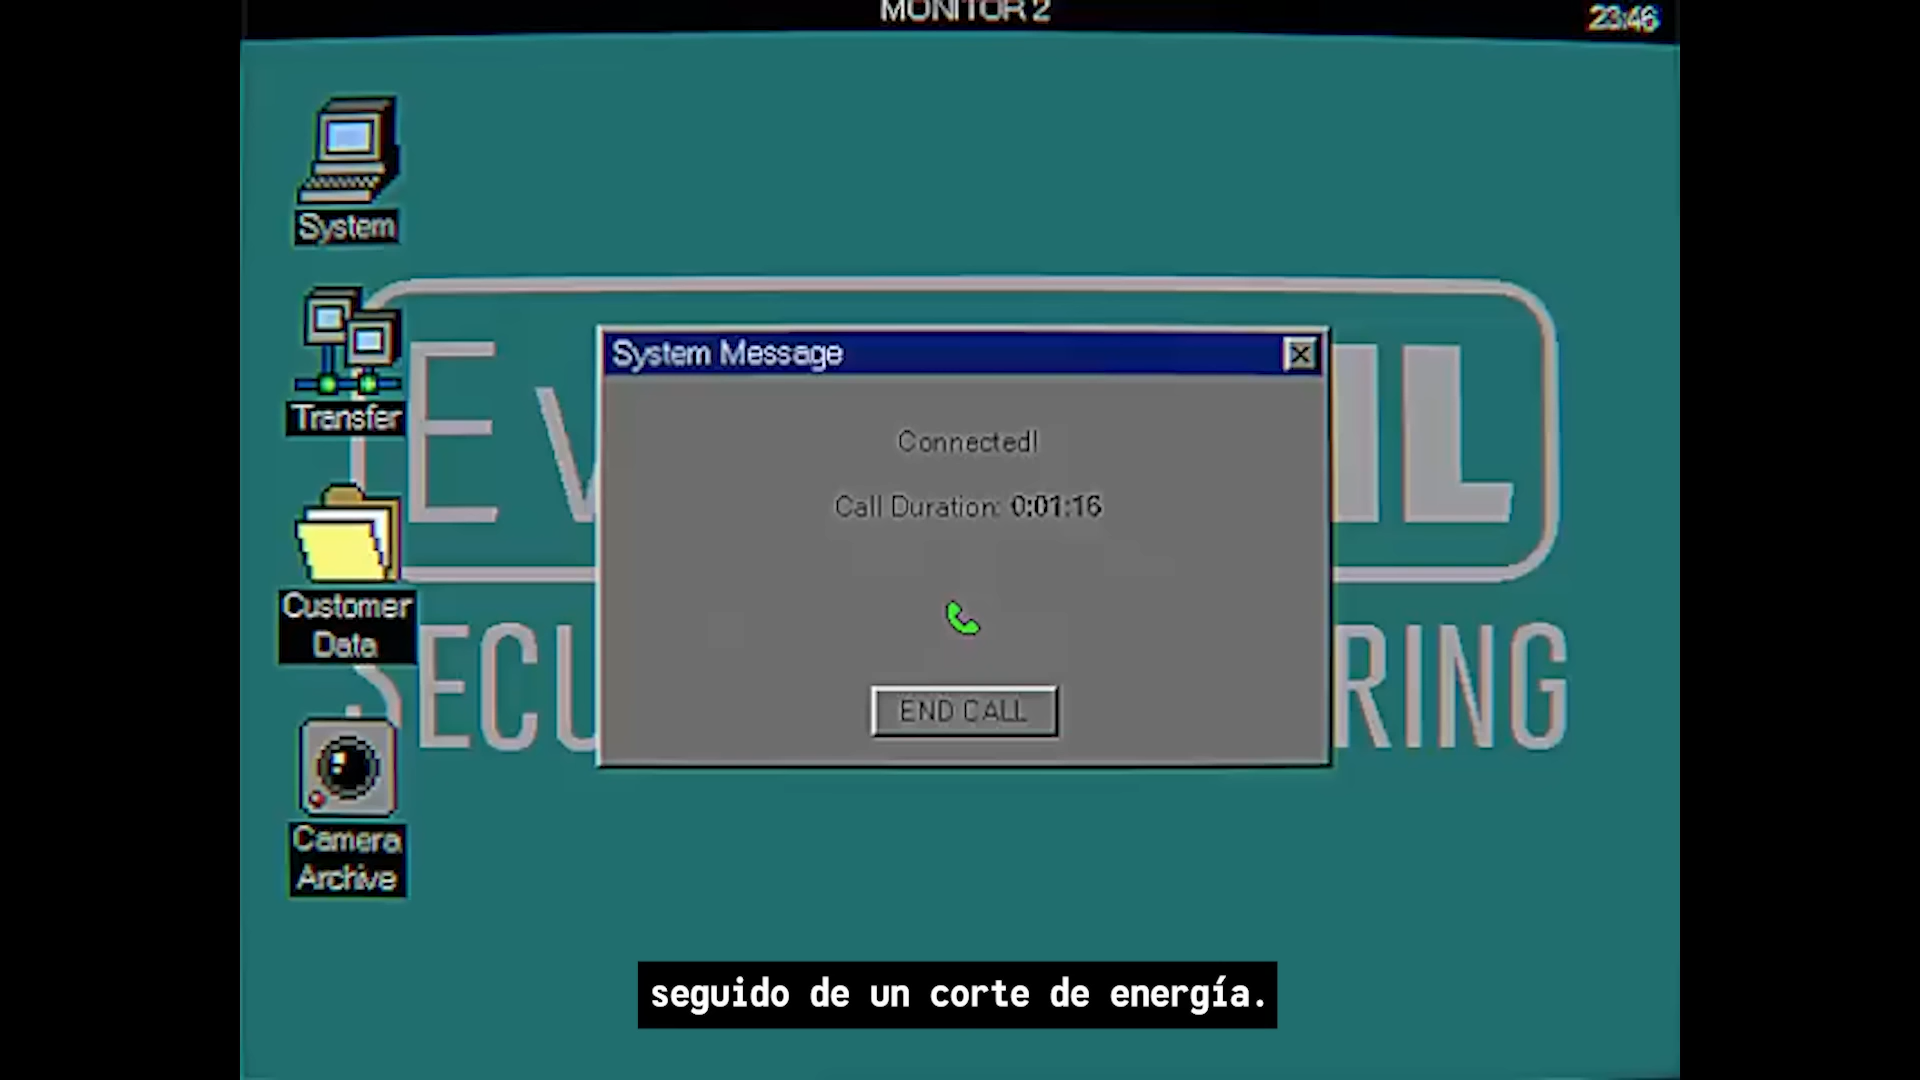 MONITOR 2
23:46
System
Transfer
Customer
Data
Camera
Archive
System Message
Connected!
Call Duration: 0:01:16
END CALL
seguido de un corte de energía.